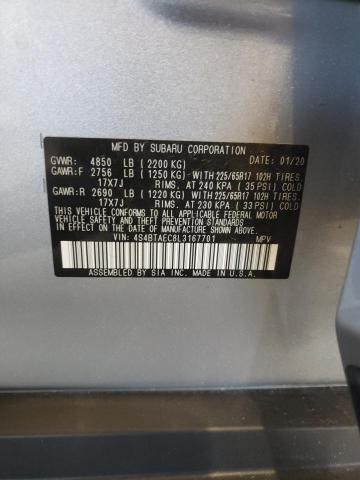 MFD BY SUBARU CORPORATION
GVWR: 4850 LB (2200 KG) DATE: 01/20
GAWR:F 2756 LB (1250 KG)-WITH 225/65R17 102H TIRES.
17X7J RIMS. AT 240 KPA (35 PSI) COLD
GAWR:R 2690 LB (1220 KG)-WITH 225/65R17 102H TIRES.
17X7J RIMS. AT 230 KPA (33 PSI) COLD
THIS VEHICLE CONFORMS TO ALL APPLICABLE FEDERAL MOTOR
VEHICLE SAFETY, BUMPER, AND THEFT PREVENTION STANDARDS
IN EFFECT ON THE DATE OF MANUFACTURE SHOWN ABOVE.
VIN: 4S4BTAEC8L3167701 MPV
ASSEMBLED BY SIA INC. MADE IN U.S.A.